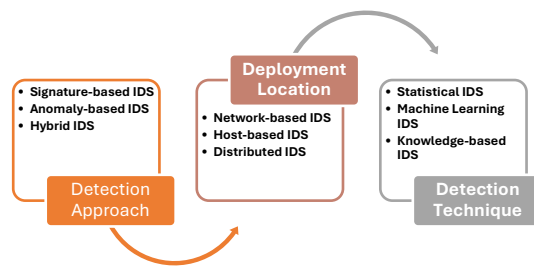 • Signature-based IDS
• Anomaly-based IDS
• Hybrid IDS
Detection
Approach
Deployment
Location
• Network-based IDS
• Host-based IDS
• Distributed IDS
• Statistical IDS
• Machine Learning
IDS
• Knowledge-based
IDS
Detection
Technique